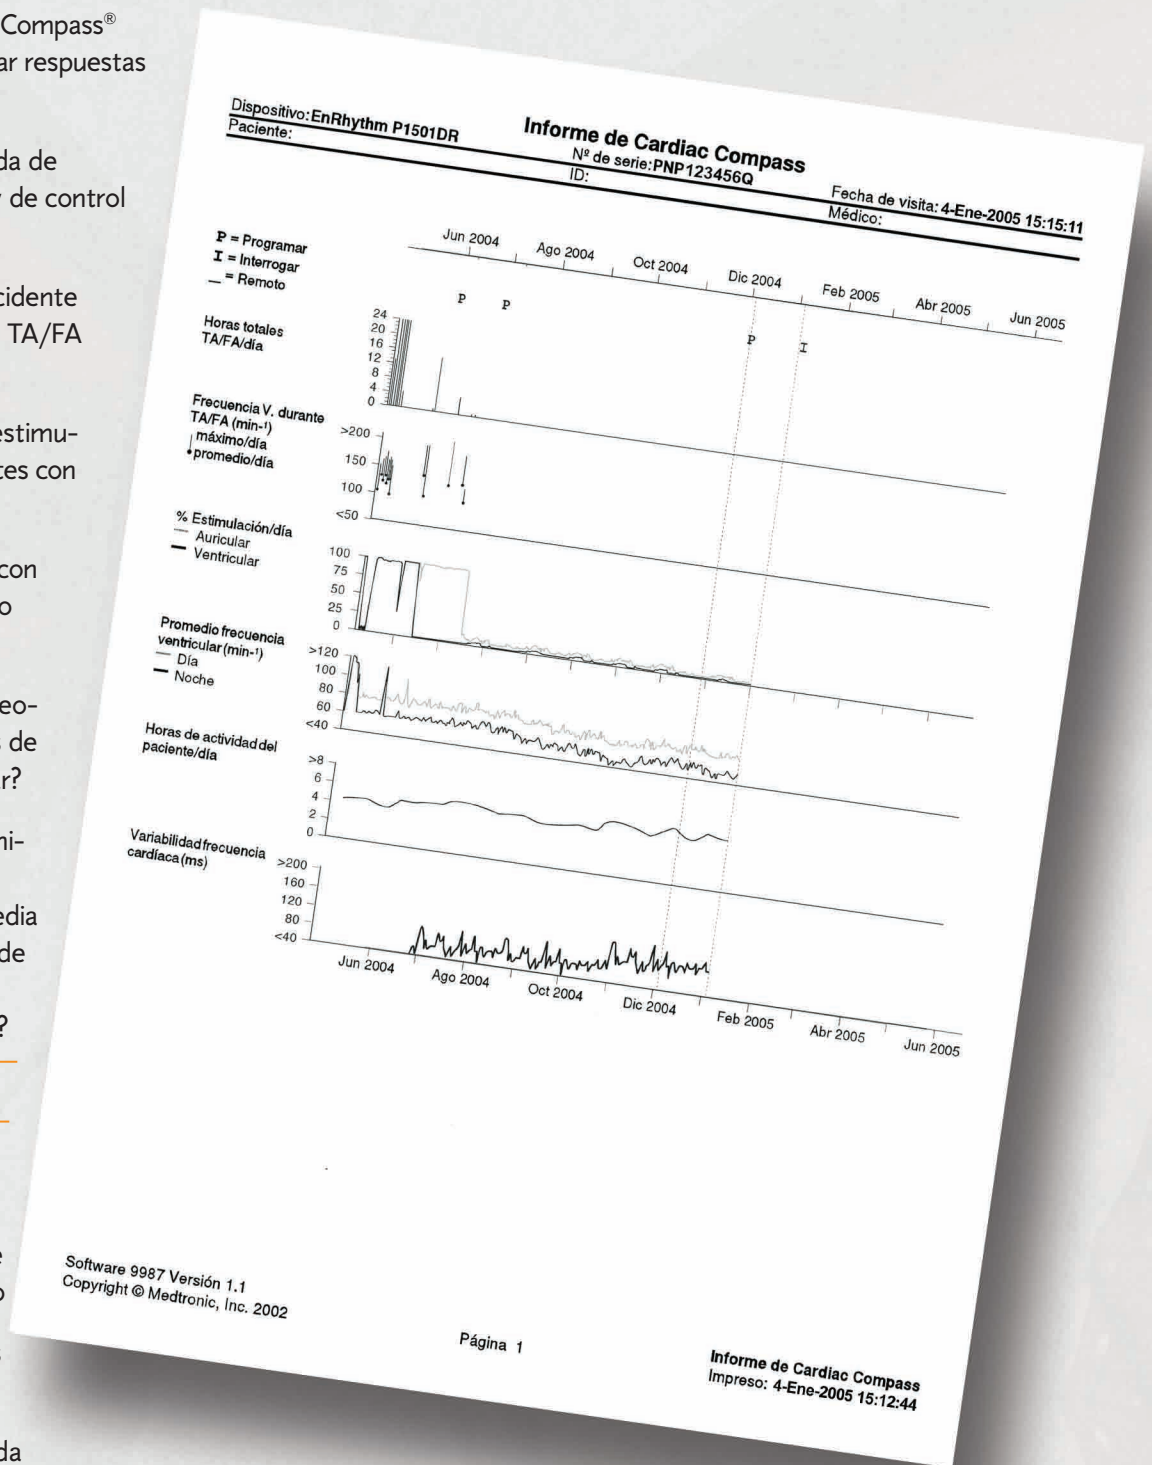 Compass®
ar respuestas
da de
de control
cidente
TA/FA
estimu-
tes con
con
o
eo-
de
r?
mi-
edia
de
?
e
o
s
da
Informe de Cardiac Compass
Dispositivo: EnRhythm P1501DR
Nº de serie: PNP123456Q
Fecha de visita: 4-Ene-2005 15:15:11
Paciente:
ID:
Médico:
P = Programar
I = Interrogar
_ = Remoto
Jun 2004 Ago 2004 Oct 2004 Dic 2004 Feb 2005 Abr 2005 Jun 2005
P P P I
Horas totales
TA/FA/día
24
20
16
12
8
4
0
Frecuencia V. durante
TA/FA (min-¹)
máximo/día
promedio/día
>200
150
100
<50
% Estimulación/día
Auricular
Ventricular
100
75
50
25
0
Promedio frecuencia
ventricular (min-¹)
Día
Noche
>120
100
80
60
<40
Horas de actividad del
paciente/día
>8
6
4
2
0
Variabilidad frecuencia
cardíaca (ms)
>200
160
120
80
<40
Jun 2004 Ago 2004 Oct 2004 Dic 2004 Feb 2005 Abr 2005 Jun 2005
Software 9987 Versión 1.1
Copyright © Medtronic, Inc. 2002
Página 1
Informe de Cardiac Compass
Impreso: 4-Ene-2005 15:12:44